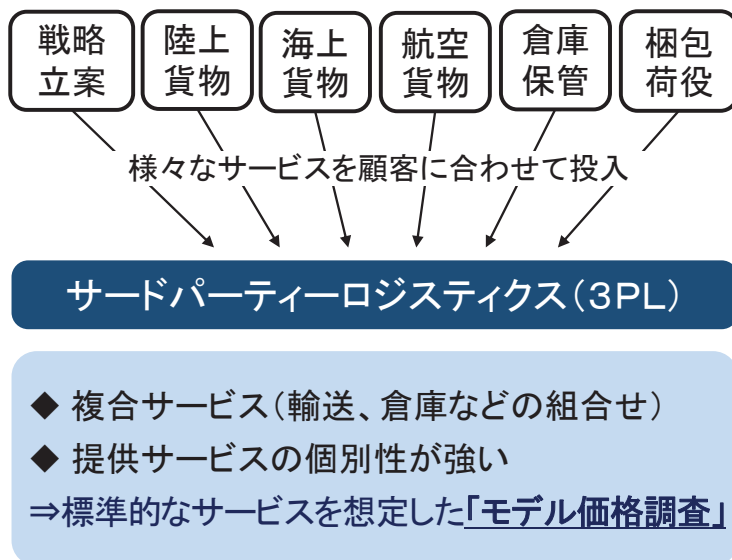 戦略
立案
陸上
貨物
海上
貨物
航空
貨物
倉庫
保管
梱包
荷役
様々なサービスを顧客に合わせて投入
サードパーティーロジスティクス(3PL)
◆ 複合サービス(輸送、倉庫などの組合せ)
◆ 提供サービスの個別性が強い
⇒標準的なサービスを想定した「モデル価格調査」